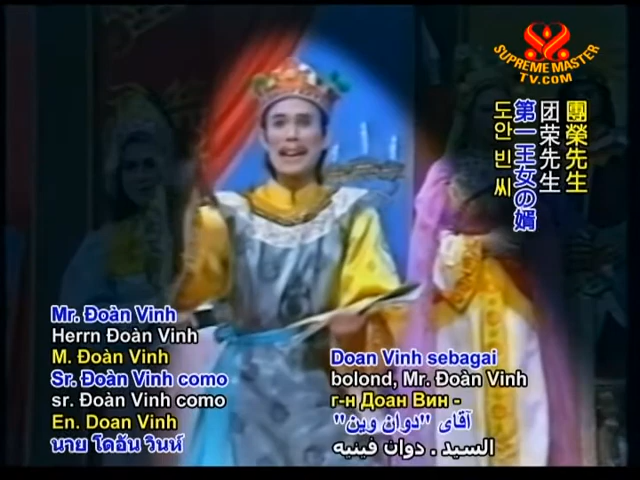 SUPREME MASTER
TV.COM
團榮先生
团荣先生
第一王女の婿
도안 빈 씨
Mr. Đoàn Vinh
Herrn Đoàn Vinh
M. Đoàn Vinh
Sr. Đoàn Vinh como
sr. Đoàn Vinh como
En. Doan Vinh
นาย โดอัน วินห์
Doan Vinh sebagai
bolond, Mr. Đoàn Vinh
г-н Доан Вин -
آقای "دوان وین"
السيد . دوان فينيه